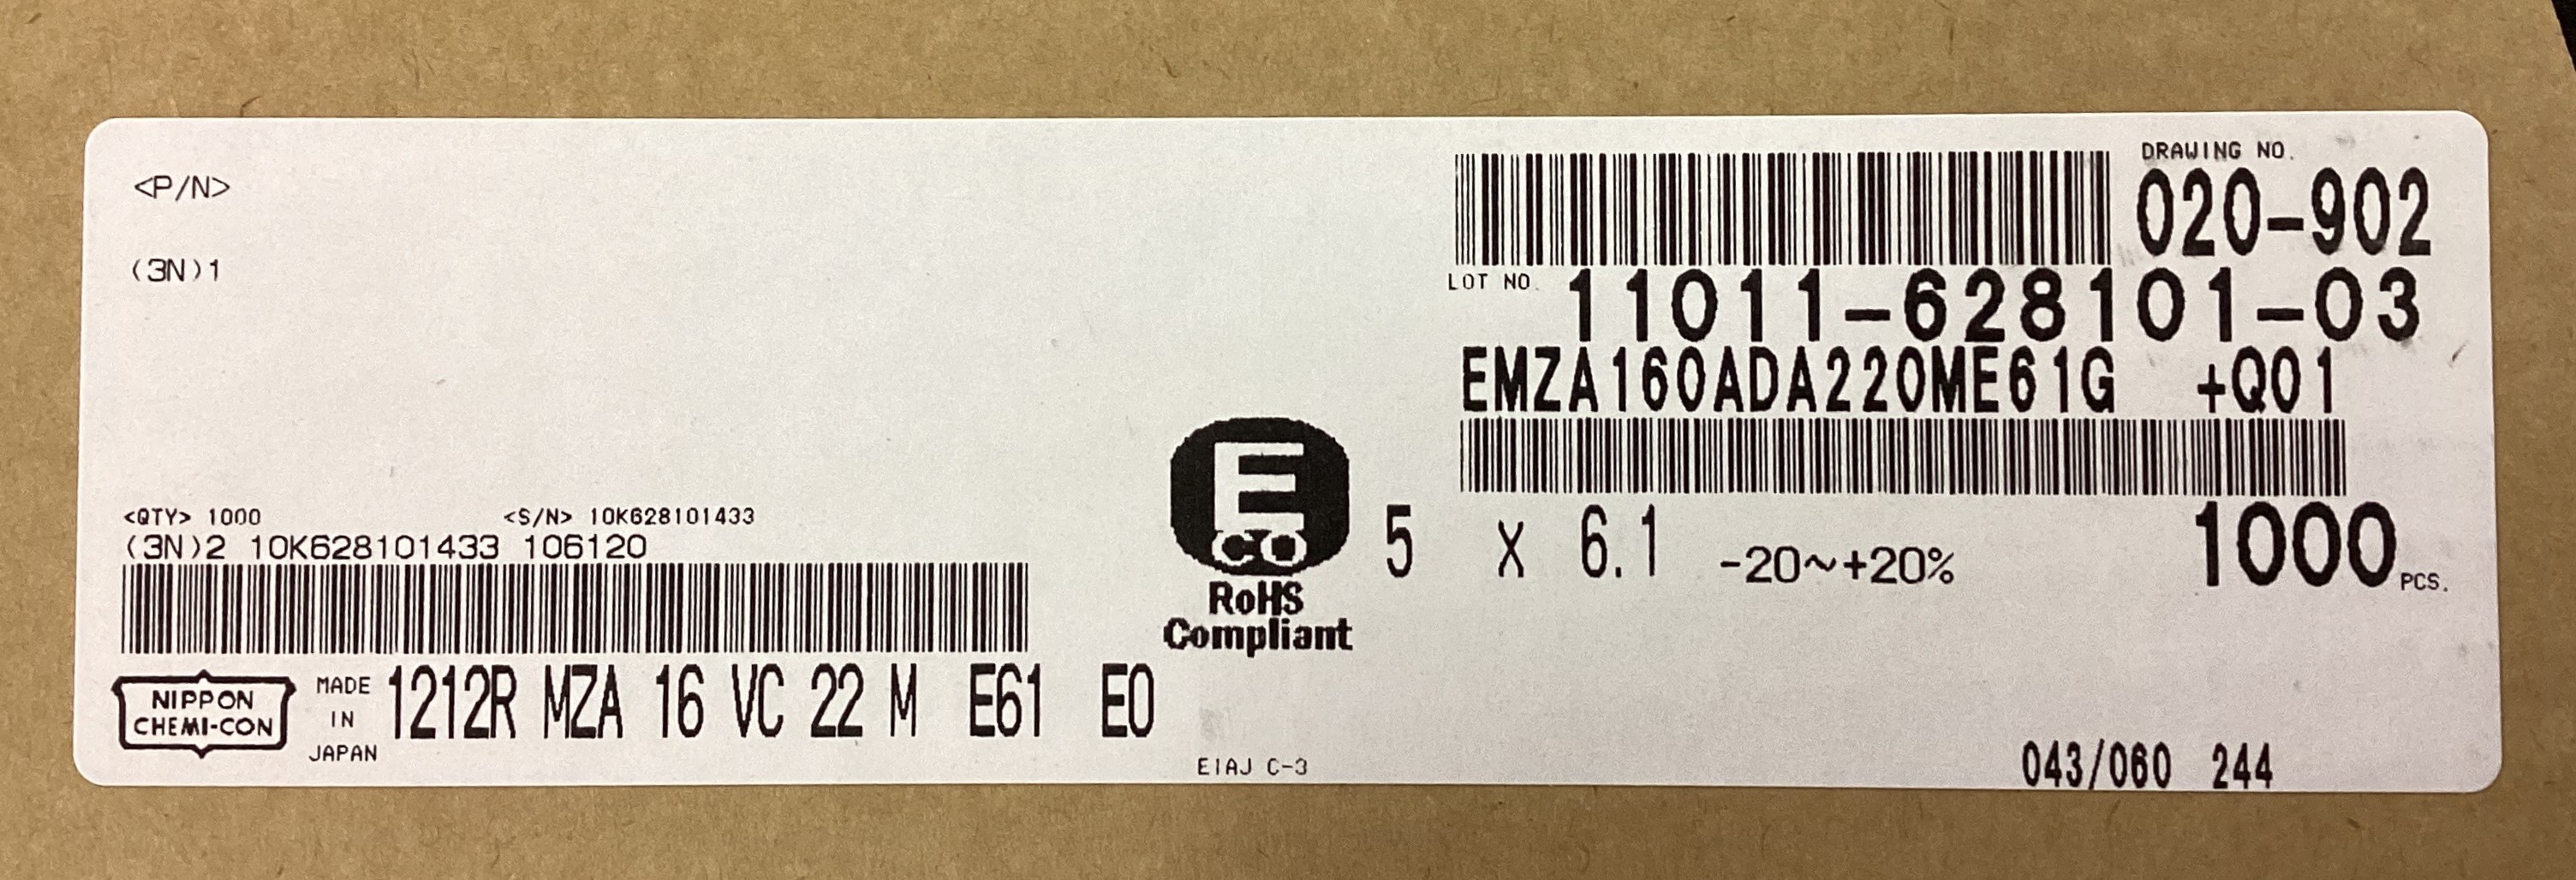 <P/N>
(3N)1
DRAWING NO.
020-902
LOT NO. 11011-628101-03
EMZA160ADA220ME61G +Q01
<QTY> 1000 <S/N> 10K628101433
(3N)2 10K628101433 106120
E
CO
RoHS
Compliant
5 X 6.1 -20~+20% 1000 PCS.
NIPPON
CHEMI-CON
MADE
IN
JAPAN
1212R MZA 16 VC 22 M E61 E0
EIAJ C-3
043/060 244